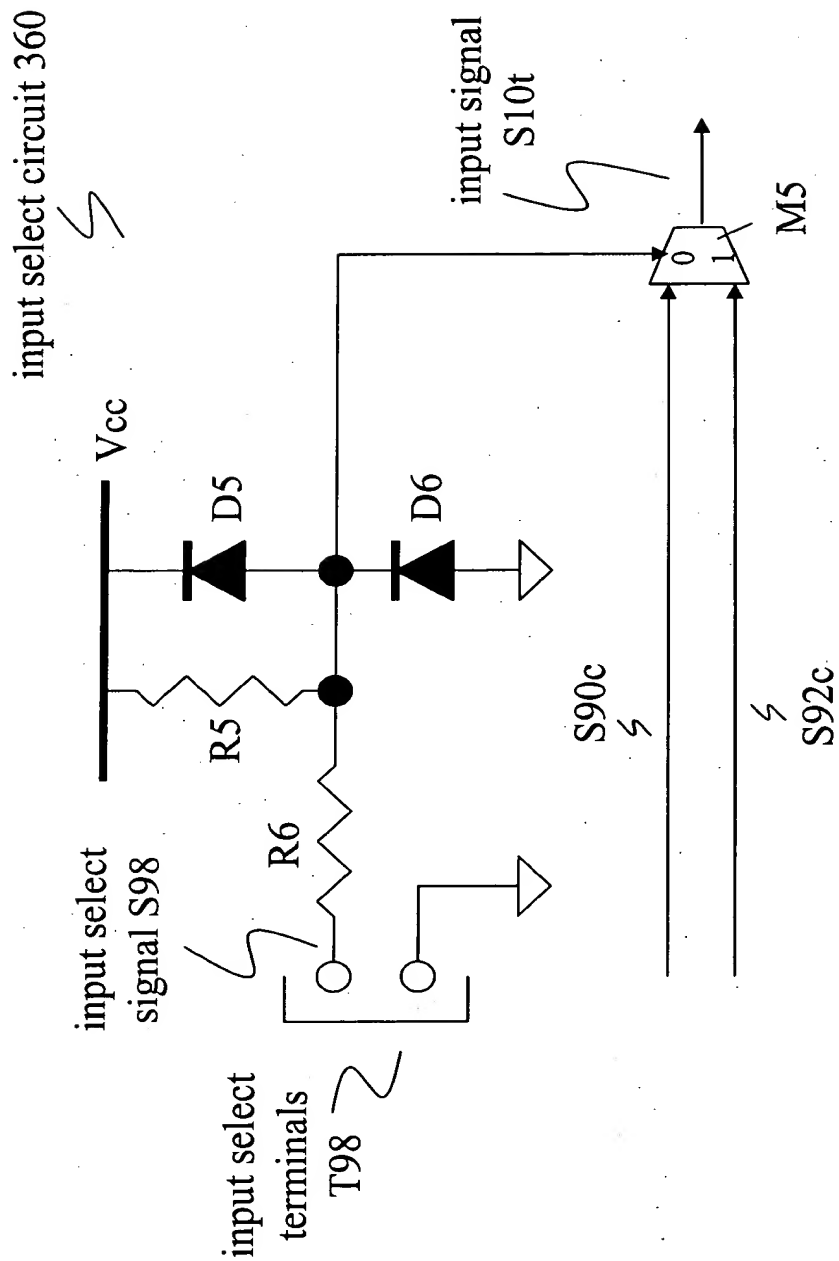 input select circuit 360
Vcc
R5
D5
D6
R6
input select
signal S98
input select
terminals
T98
input signal
S10t
0
1
M5
S90c
S92c